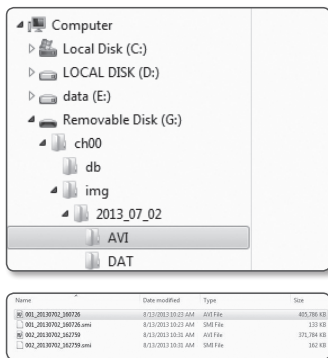 Computer
Local Disk (C:)
LOCAL DISK (D:)
data (E:)
Removable Disk (G:)
ch00
db
img
2013_07_02
AVI
DAT
Name Date modified Type Size
001_20130702_160726 8/13/2013 10:23 AM AVI File 405,786 KB
001_20130702_160726.smi 8/13/2013 10:23 AM SMI File 133 KB
002_20130702_162759 8/13/2013 10:31 AM AVI File 371,784 KB
002_20130702_162759.smi 8/13/2013 10:31 AM SMI File 162 KB